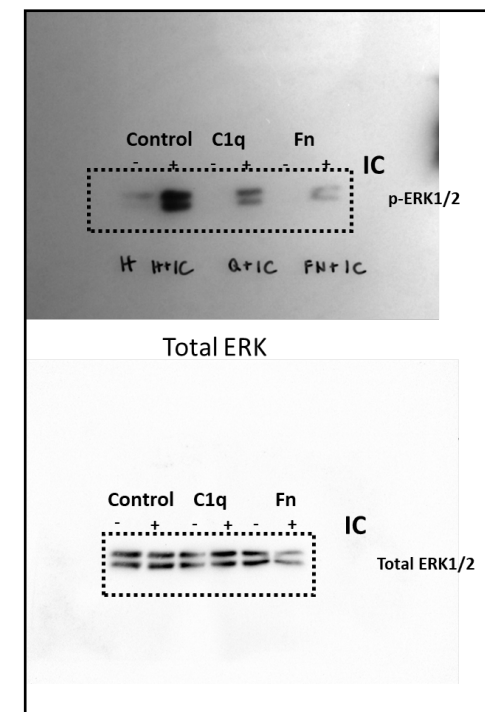 Control C1q Fn
- + - + - + IC
p-ERK1/2
H H+IC Q+IC FN+IC
Total ERK
Control C1q Fn
- + - + - + IC
Total ERK1/2